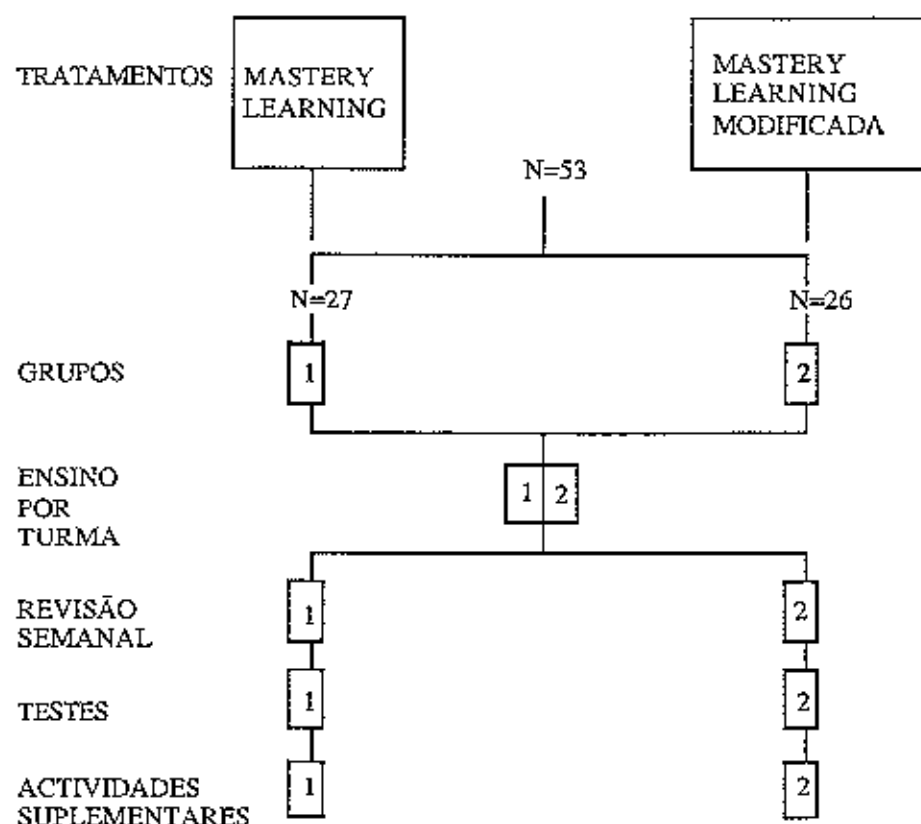 TRATAMENTOS
MASTERY
LEARNING
MASTERY
LEARNING
MODIFICADA
N=53
N=27
N=26
GRUPOS
1
2
ENSINO
POR
TURMA
1 2
REVISÃO
SEMANAL
1
2
TESTES
1
2
ACTIVIDADES
SUPLEMENTARES
1
2